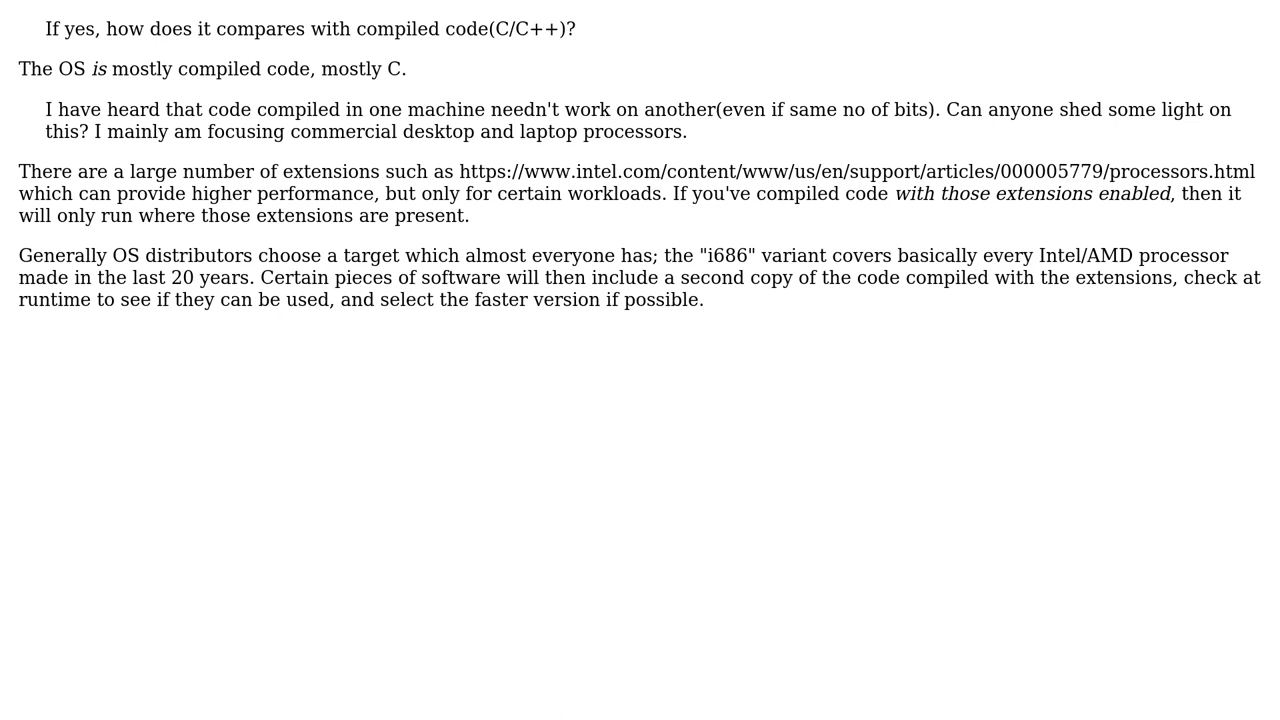 If yes, how does it compares with compiled code(C/C++)?
The OS is mostly compiled code, mostly C.
I have heard that code compiled in one machine needn't work on another(even if same no of bits). Can anyone shed some light on
this? I mainly am focusing commercial desktop and laptop processors.
There are a large number of extensions such as https://www.intel.com/content/www/us/en/support/articles/000005779/processors.html
which can provide higher performance, but only for certain workloads. If you've compiled code with those extensions enabled, then it
will only run where those extensions are present.
Generally OS distributors choose a target which almost everyone has; the "i686" variant covers basically every Intel/AMD processor
made in the last 20 years. Certain pieces of software will then include a second copy of the code compiled with the extensions, check at
runtime to see if they can be used, and select the faster version if possible.